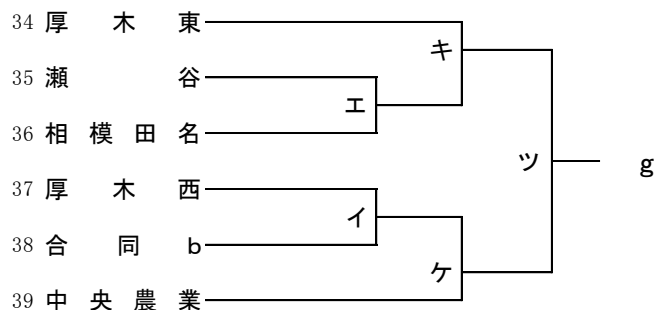 34 厚木東
キ
35 瀬谷
エ
36 相模田名
ツ g
37 厚木西
イ
38 合同b
ケ
39 中央農業